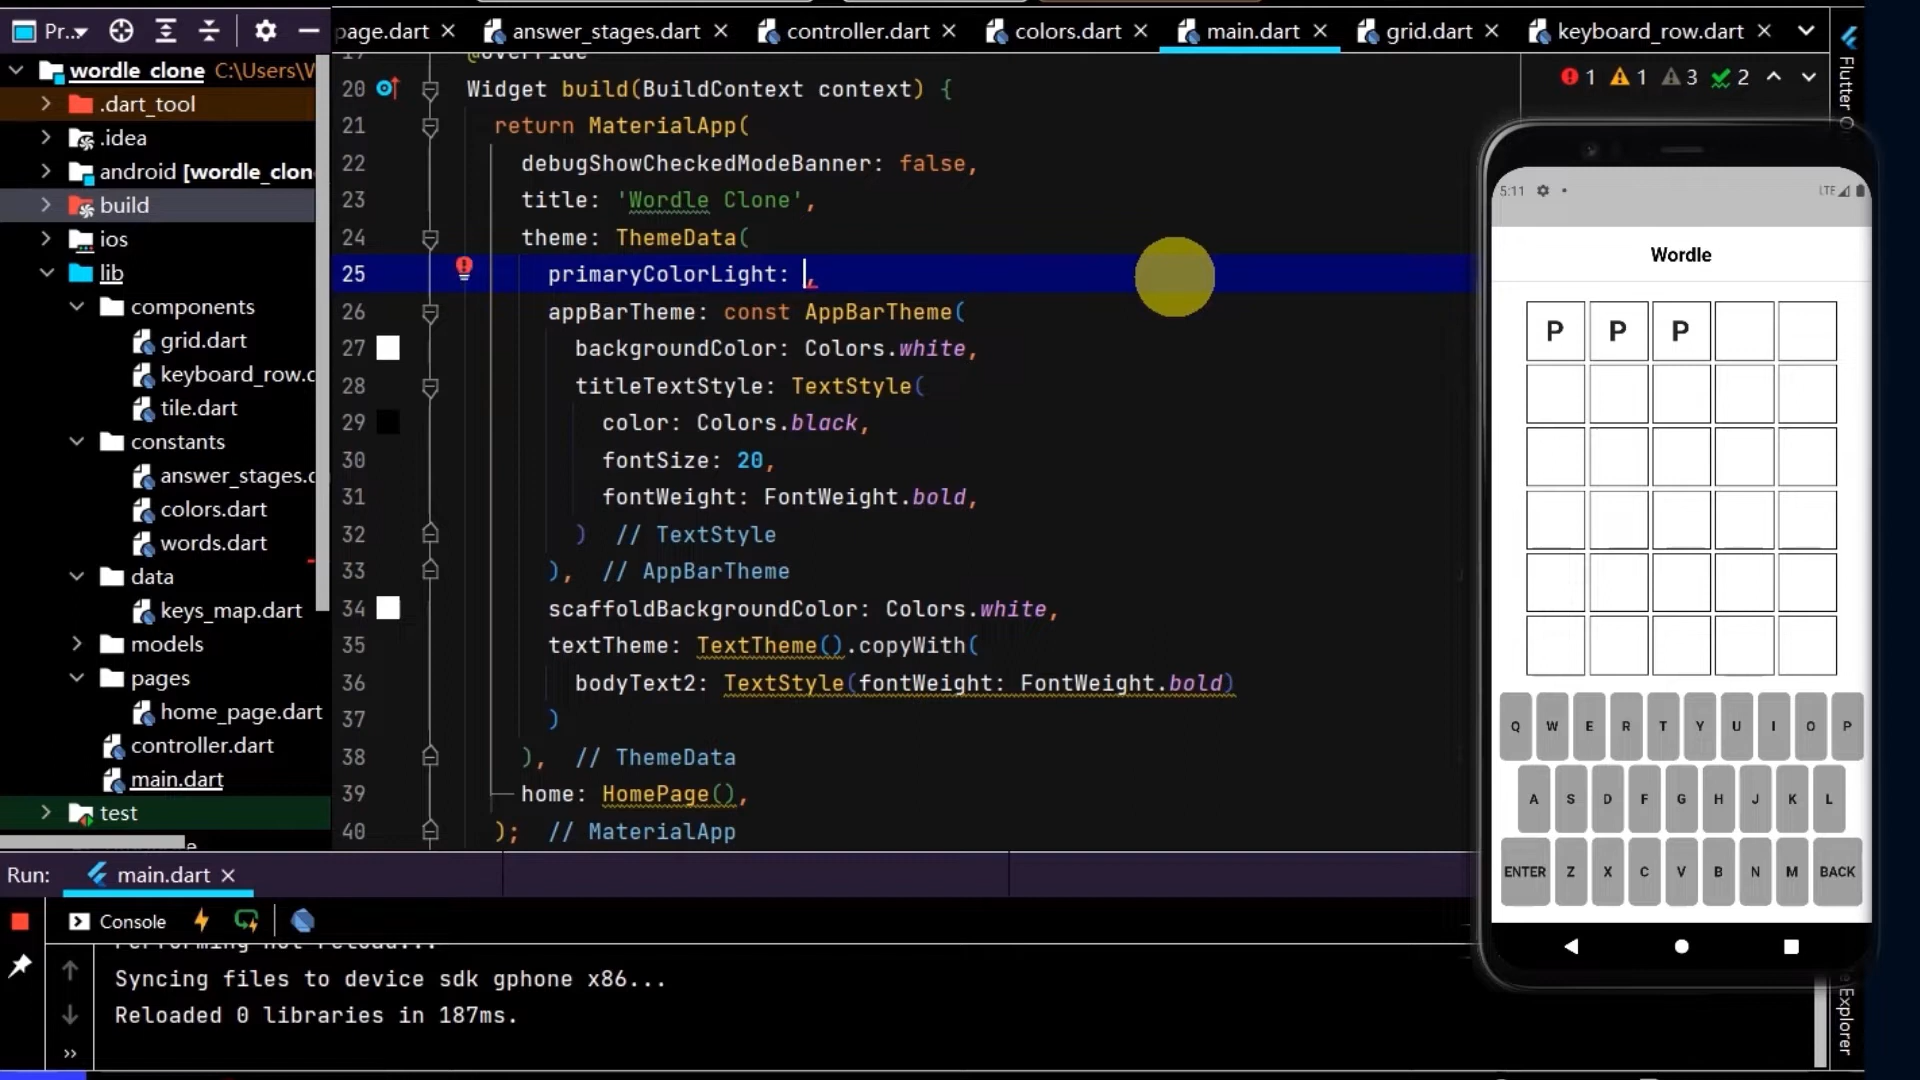 Pr...
page.dart
answer_stages.dart
controller.dart
colors.dart
main.dart
grid.dart
keyboard_row.dart
wordle_clone C:\Users\
.dart_tool
.idea
android [wordle_clon
build
ios
lib
components
grid.dart
keyboard_row.d
tile.dart
constants
answer_stages.d
colors.dart
words.dart
data
keys_map.dart
models
pages
home_page.dart
controller.dart
main.dart
test
@override
20 Widget build(BuildContext context) {
21 return MaterialApp(
22 debugShowCheckedModeBanner: false,
23 title: 'Wordle Clone',
24 theme: ThemeData(
25 primaryColorLight: ,
26 appBarTheme: const AppBarTheme(
27 backgroundColor: Colors.white,
28 titleTextStyle: TextStyle(
29 color: Colors.black,
30 fontSize: 20,
31 fontWeight: FontWeight.bold,
32 ) // TextStyle
33 ), // AppBarTheme
34 scaffoldBackgroundColor: Colors.white,
35 textTheme: TextTheme().copyWith(
36 bodyText2: TextStyle(fontWeight: FontWeight.bold)
37 )
38 ), // ThemeData
39 home: HomePage(),
40 ); // MaterialApp
1 1 3 2
Flutter O
5:11 LTE
Wordle
P P P
Q W E R T Y U I O P
A S D F G H J K L
ENTER Z X C V B N M BACK
Explorer
Run: main.dart
Console
Performing hot reload...
Syncing files to device sdk gphone x86...
Reloaded 0 libraries in 187ms.